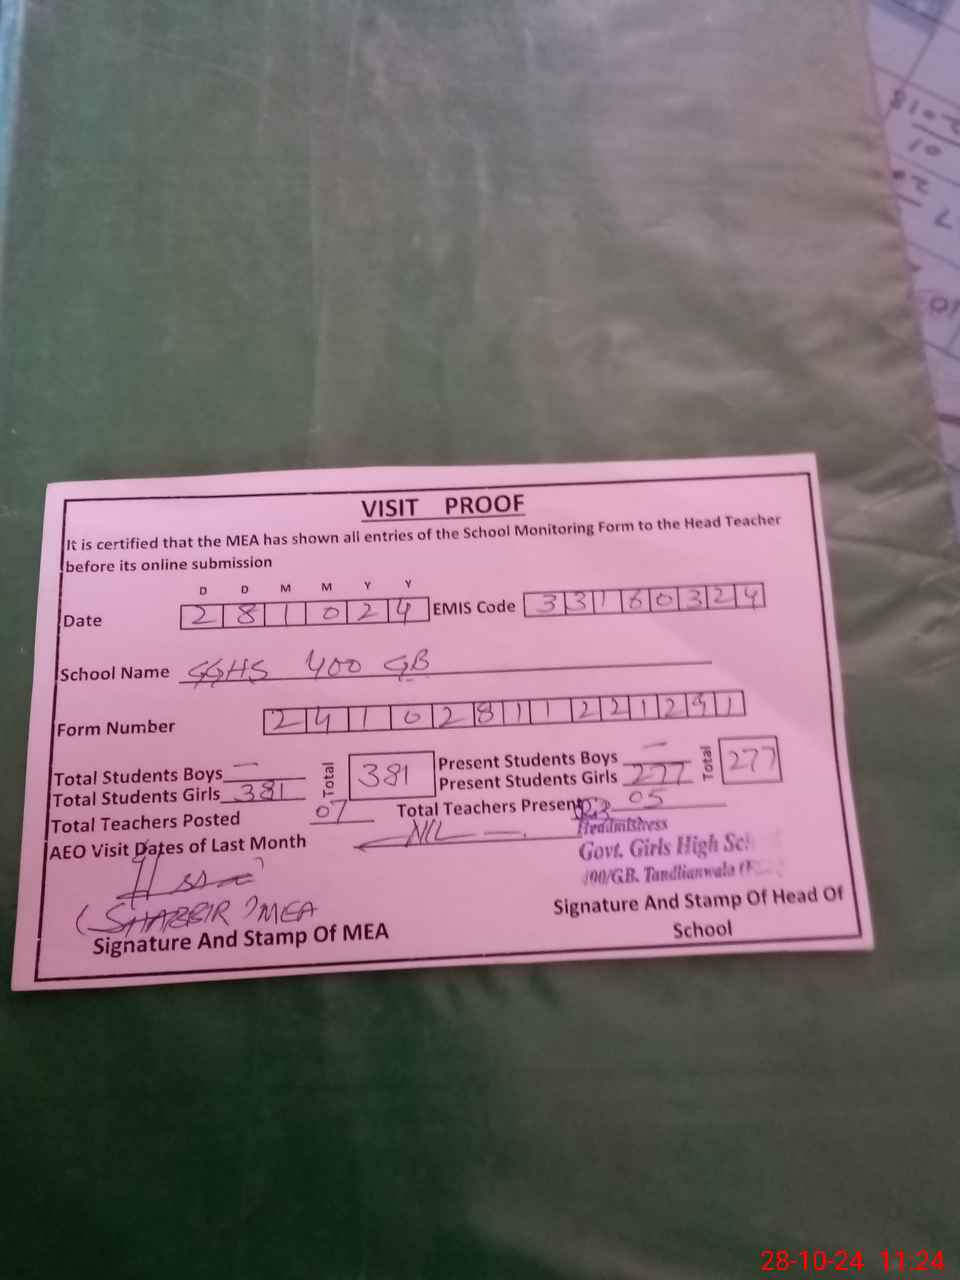 VISIT PROOF
It is certified that the MEA has shown all entries of the School Monitoring Form to the Head Teacher
before its online submission
D D M M Y Y
Date 2 8 1 0 2 4 EMIS Code 3 3 1 6 0 3 2 4
School Name GGHS 400 GB
Form Number 2 4 1 0 2 8 1 1 2 2 1 2 9 1
Total Students Boys — Total 381 Present Students Boys — Total 277
Total Students Girls 381 Present Students Girls 277
Total Teachers Posted 07 Total Teachers Present 05
AEO Visit Dates of Last Month NIL —
Headmistress
Govt. Girls High Sc
400/GB. Tandlianwala
(SHABBIR) MEA
Signature And Stamp Of MEA
Signature And Stamp Of Head Of
School
2018
10
28-10-24 11:24